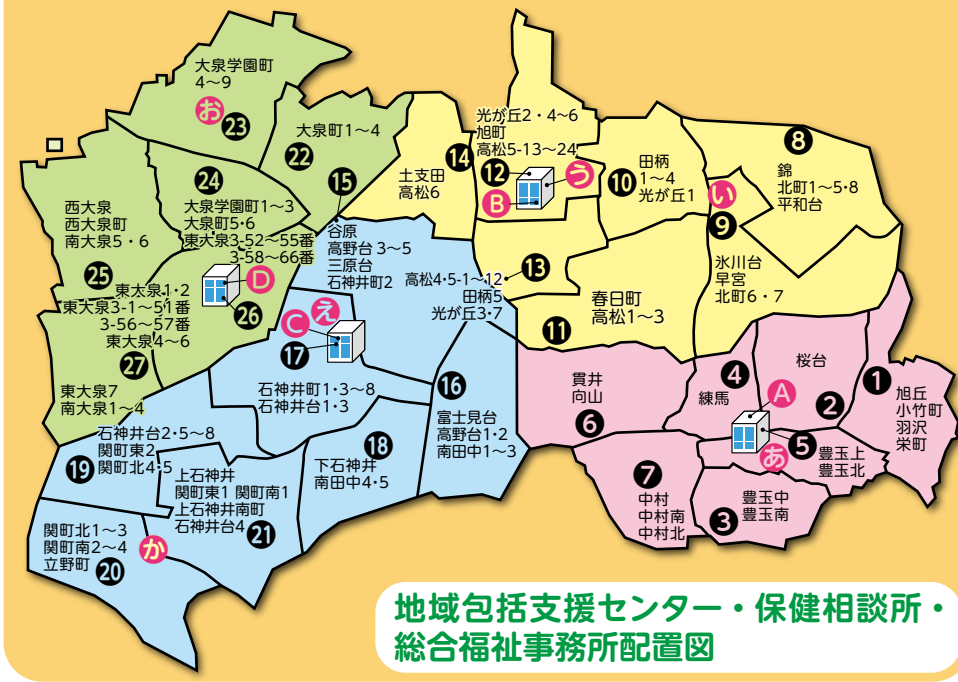 大泉学園町
4～9
お
㉓
大泉町1～4
㉒
⑮
土支田
高松6
⑭
光が丘2・4～6
旭町
高松5-13～24
⑫
う
B
田柄
1～4
光が丘1
⑩
⑧
錦
北町1～5・8
平和台
い
⑨
氷川台
早宮
北町6・7
㉔
大泉学園町1～3
大泉町5・6
東大泉3-52～55番
3-58～66番
西大泉
西大泉町
南大泉5・6
㉕
D
㉖
東大泉1・2
東大泉3-1～51番
3-56～57番
東大泉4～6
㉗
東大泉7
南大泉1～4
谷原
高野台3～5
三原台
石神井町2
⑬
高松4・5-1～12
田柄5
光が丘3・7
春日町
高松1～3
⑪
え
C
⑰
石神井町1・3～8
石神井台1・3
⑯
富士見台
高野台1・2
南田中1～3
貫井
向山
⑥
④
練馬
桜台
②
①
旭丘
小竹町
羽沢
栄町
A
あ
⑤
豊玉上
豊玉北
⑦
中村
中村南
中村北
③
豊玉中
豊玉南
石神井台2・5～8
関町東2
関町北4・5
⑲
⑱
下石神井
南田中4・5
上石神井
関町東1 関町南1
上石神井南町
石神井台4
㉑
関町北1～3
関町南2～4
立野町
⑳
か
地域包括支援センター・保健相談所・
総合福祉事務所配置図